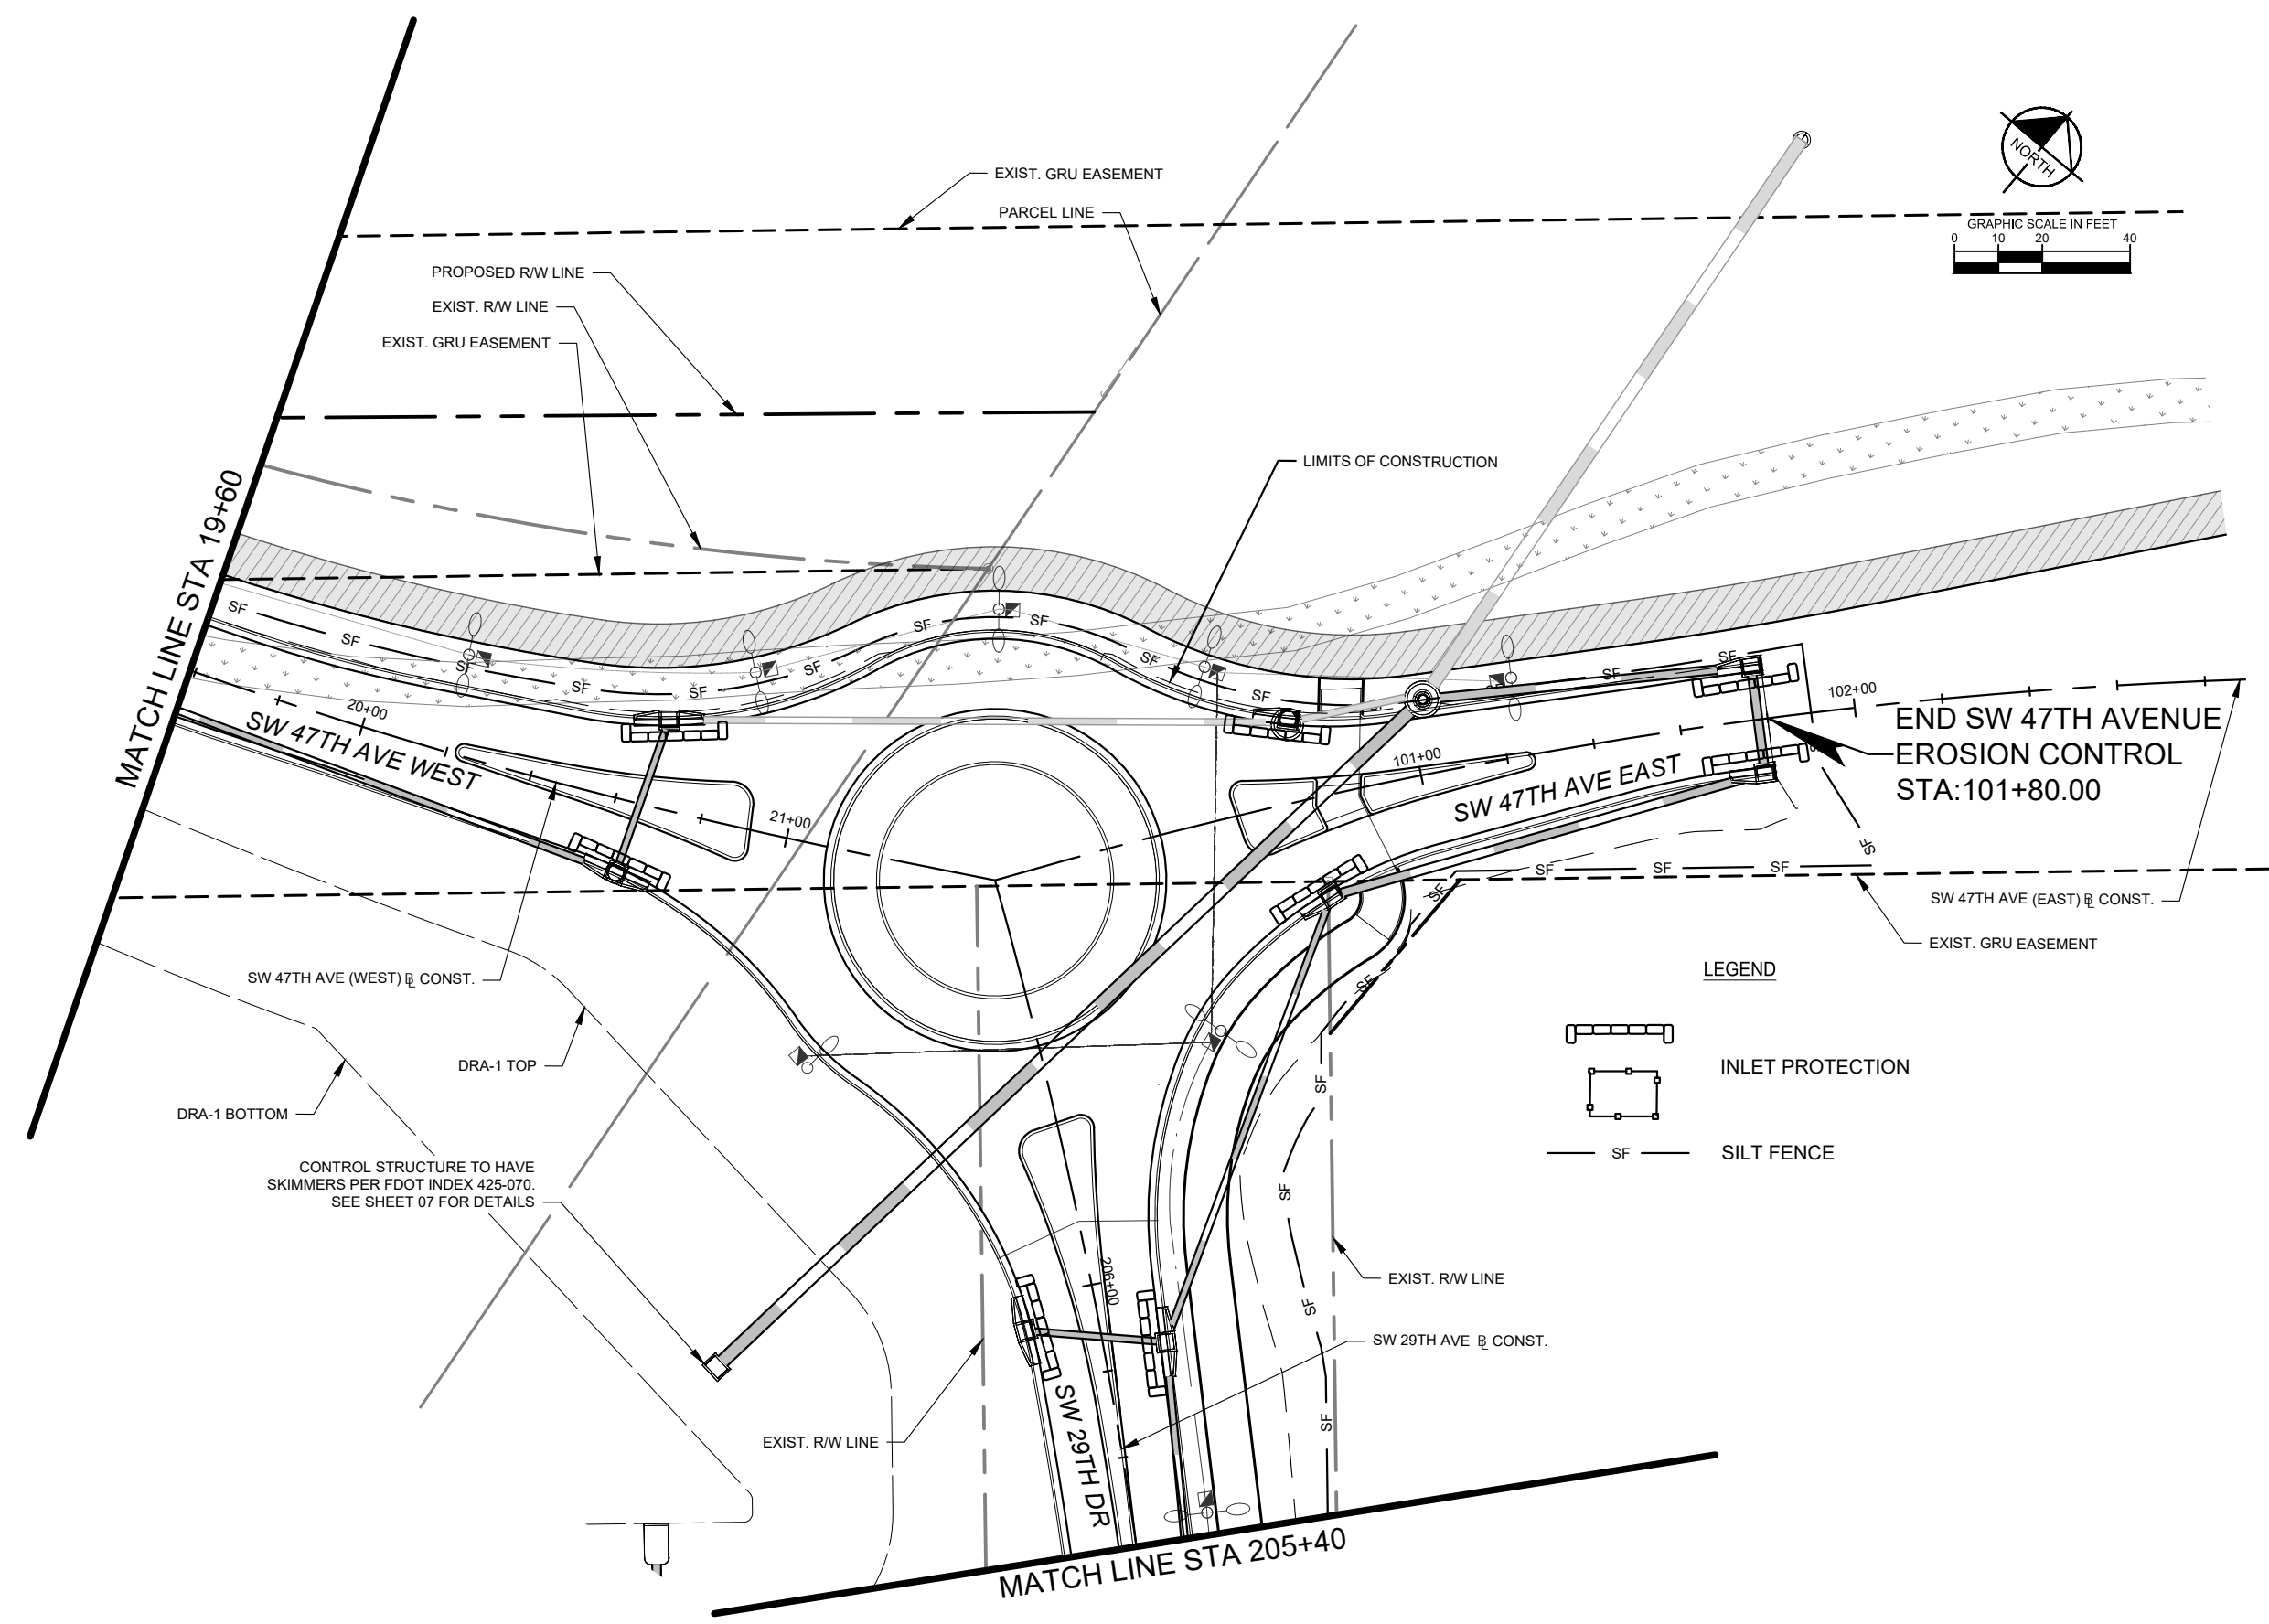 EXIST. GRU EASEMENT
PARCEL LINE
NORTH
GRAPHIC SCALE IN FEET
0 10 20 40
PROPOSED R/W LINE
EXIST. R/W LINE
EXIST. GRU EASEMENT
LIMITS OF CONSTRUCTION
MATCH LINE STA 19+60
SF
SF
SF
SF
SF
SF
SF
SF
SF
SF
SF
SF
SF
20+00
SW 47TH AVE WEST
21+00
101+00
SW 47TH AVE EAST
102+00
END SW 47TH AVENUE
EROSION CONTROL
STA:101+80.00
SF
SF
SF
SF
SF
SF
SW 47TH AVE (EAST) ℄ CONST.
EXIST. GRU EASEMENT
SW 47TH AVE (WEST) ℄ CONST.
DRA-1 TOP
DRA-1 BOTTOM
CONTROL STRUCTURE TO HAVE
SKIMMERS PER FDOT INDEX 425-070.
SEE SHEET 07 FOR DETAILS
LEGEND
INLET PROTECTION
SF SILT FENCE
SF
SF
SF
SF
206+00
EXIST. R/W LINE
SW 29TH AVE ℄ CONST.
EXIST. R/W LINE
SW 29TH DR
MATCH LINE STA 205+40